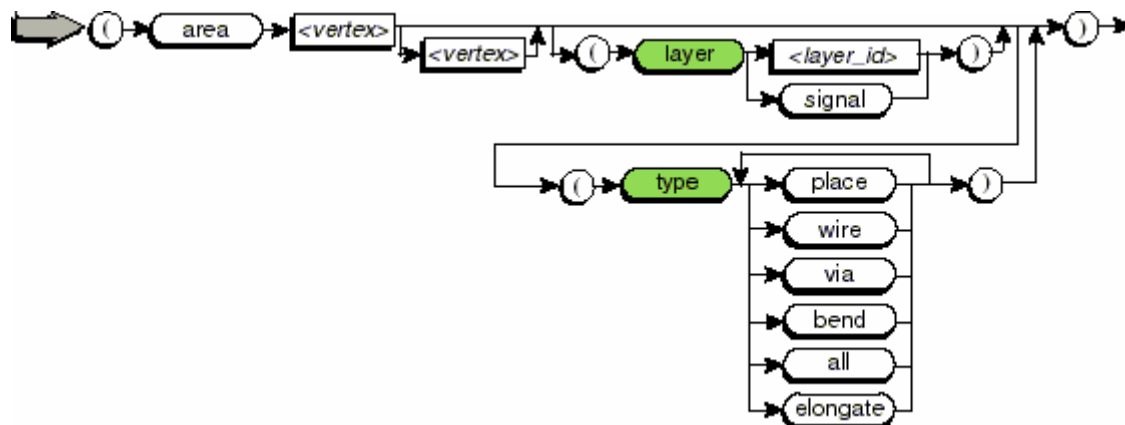 ( area <vertex> <vertex> ( layer <layer_id> ) )
signal
( type place )
wire
via
bend
all
elongate